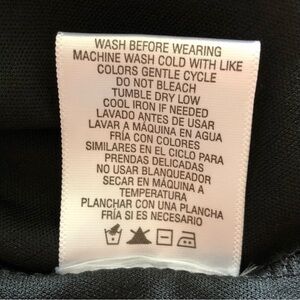 WASH BEFORE WEARING
MACHINE WASH COLD WITH LIKE
COLORS GENTLE CYCLE
DO NOT BLEACH
TUMBLE DRY LOW
COOL IRON IF NEEDED
LAVADO ANTES DE USAR
LAVAR A MÁQUINA EN AGUA
FRÍA CON COLORES
SIMILARES EN EL CICLO PARA
PRENDAS DELICADAS
NO USAR BLANQUEADOR
SECAR EN MÁQUINA A
TEMPERATURA
PLANCHAR CON UNA PLANCHA
FRÍA SI ES NECESARIO